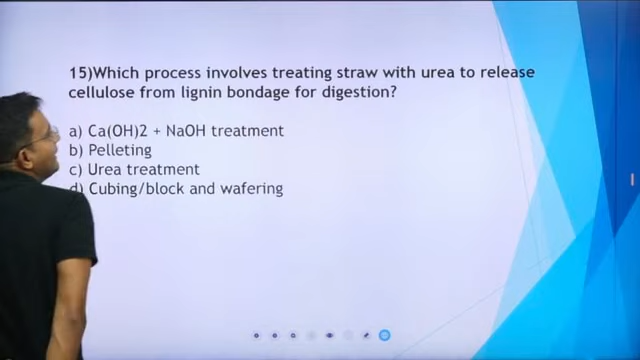 15)Which process involves treating straw with urea to release
cellulose from lignin bondage for digestion?
a) Ca(OH)2 + NaOH treatment
b) Pelleting
c) Urea treatment
d) Cubing/block and wafering